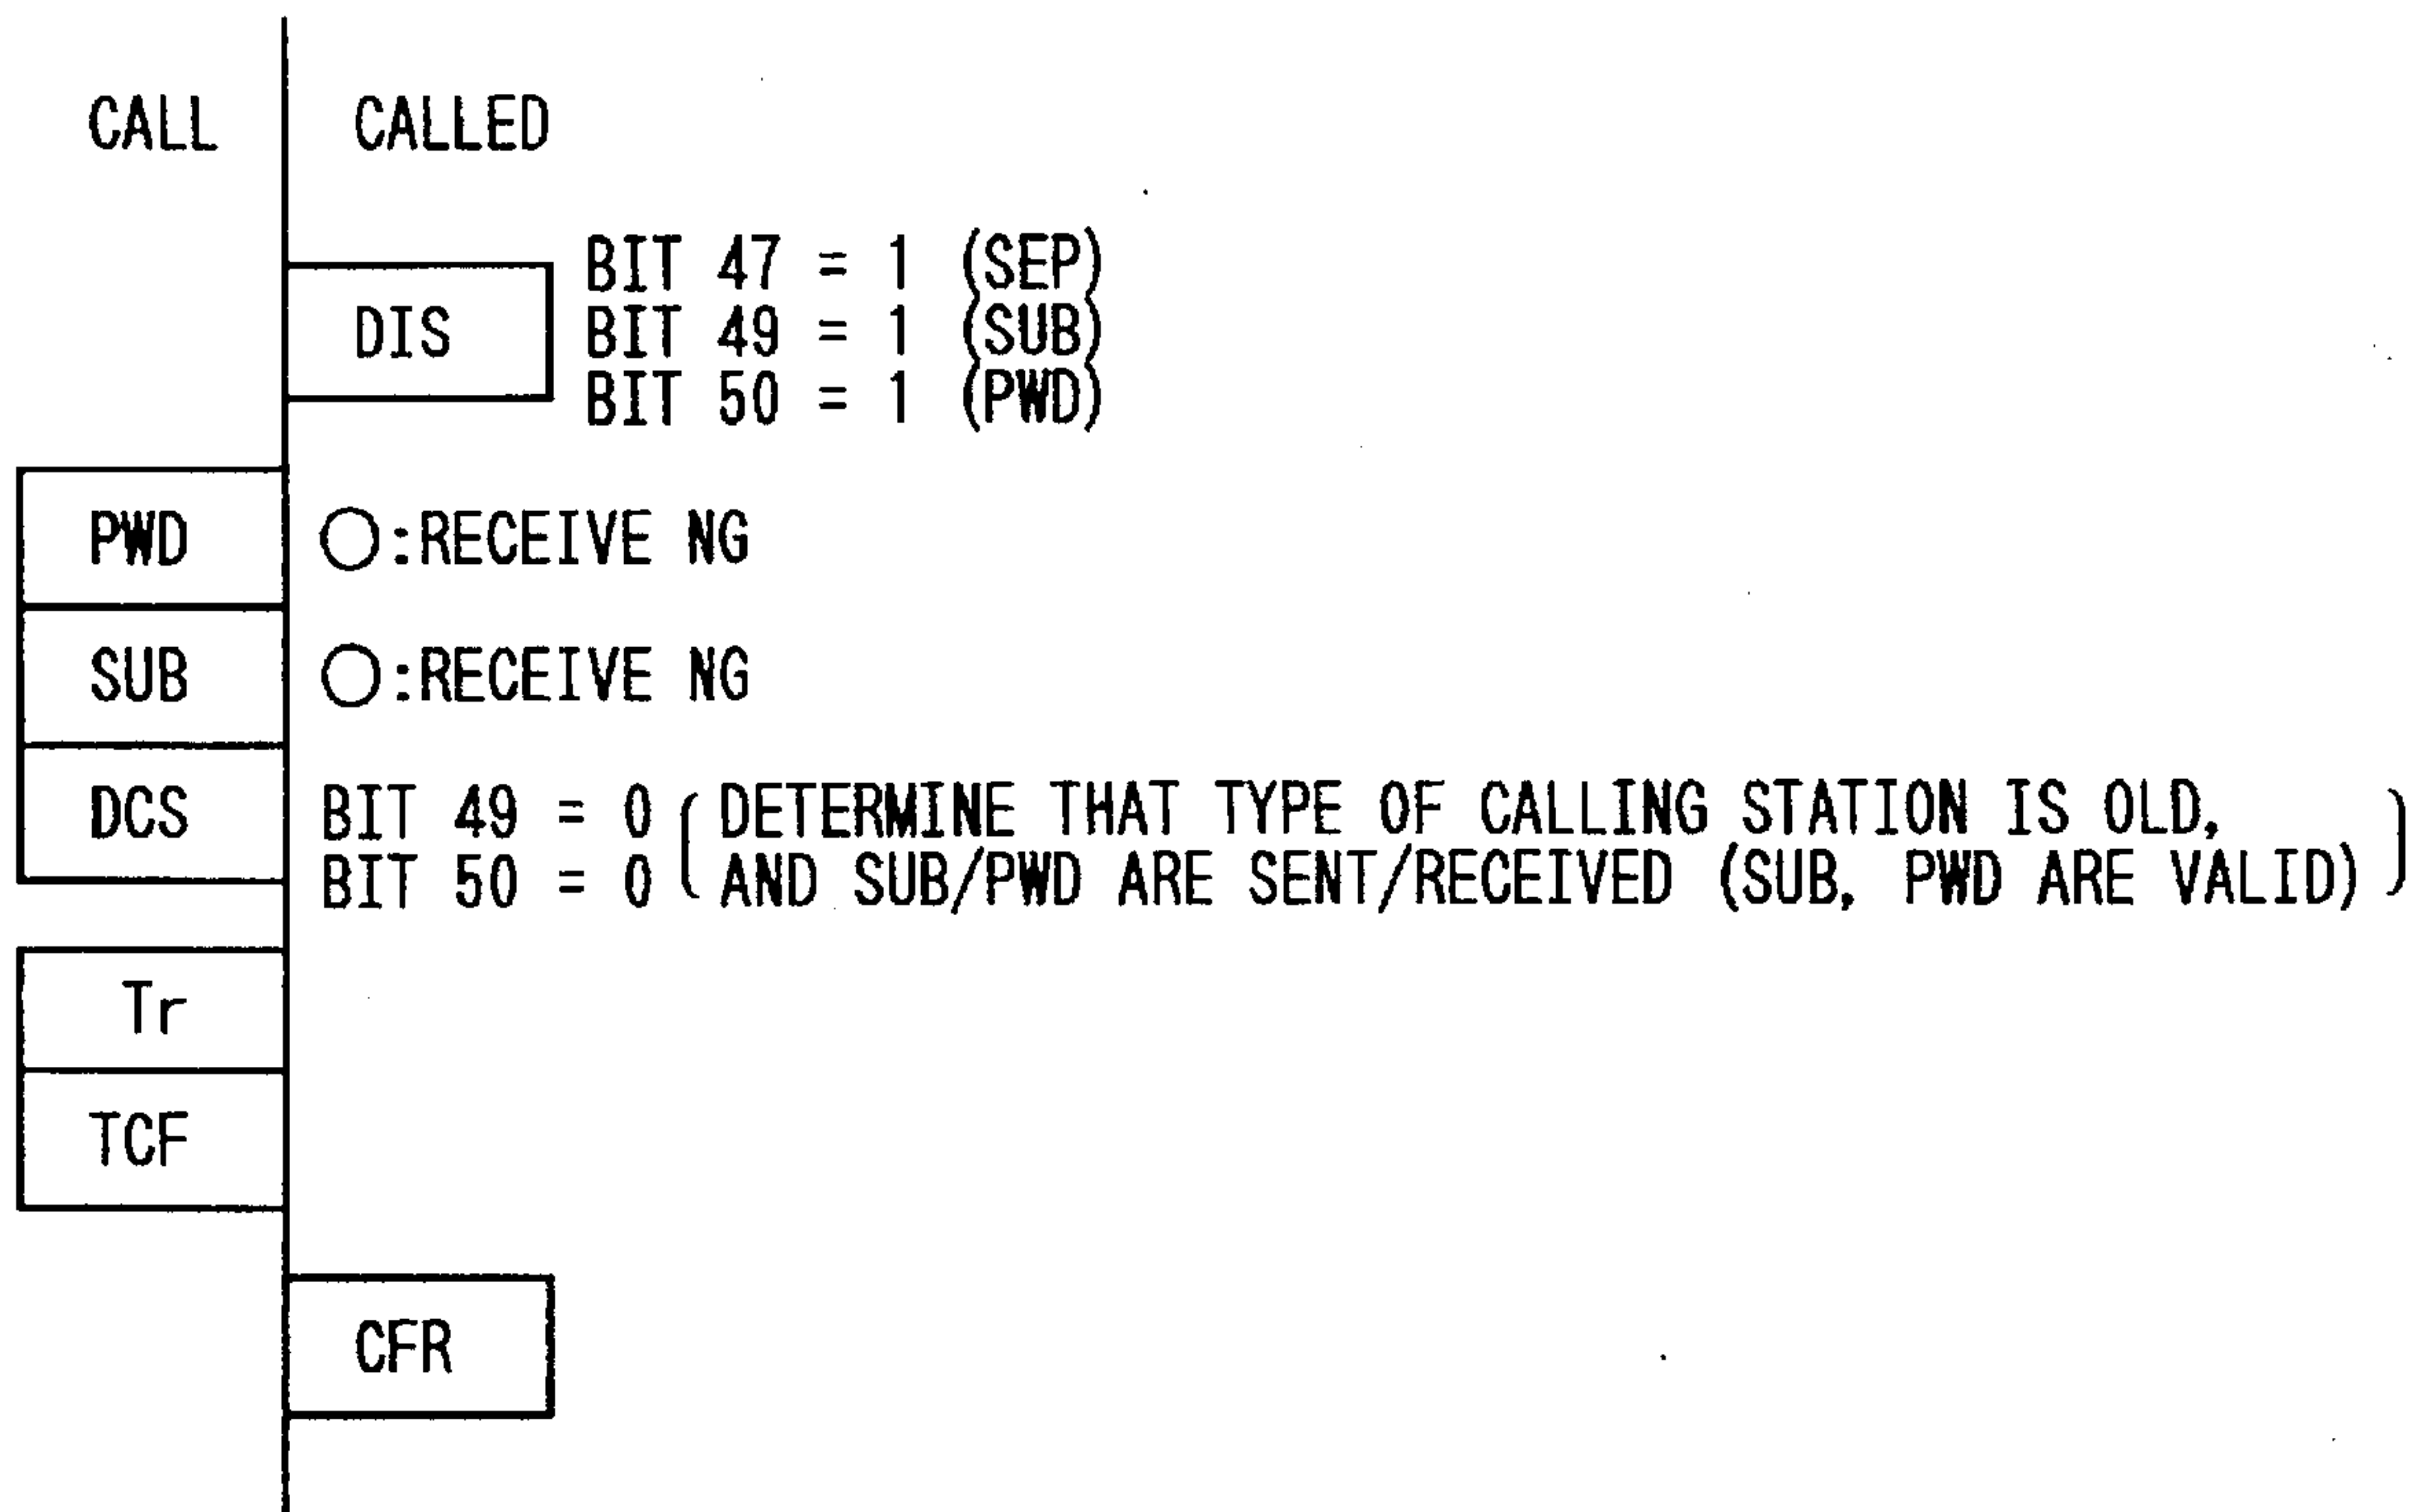 CALL CALLED
BIT 47 = 1 (SEP)
DIS BIT 49 = 1 (SUB)
BIT 50 = 1 (PWD)
PWD ○:RECEIVE NG
SUB ○:RECEIVE NG
DCS BIT 49 = 0 ( DETERMINE THAT TYPE OF CALLING STATION IS OLD,
BIT 50 = 0 AND SUB/PWD ARE SENT/RECEIVED (SUB, PWD ARE VALID) )
Tr
TCF
CFR